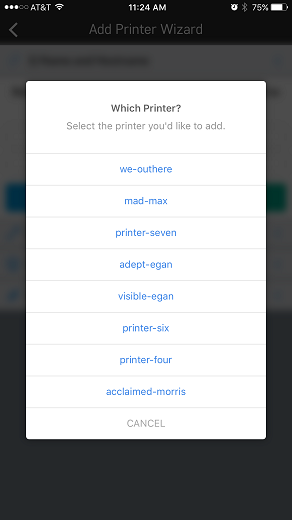 AT&T 11:24 AM 75%
Add Printer Wizard
Which Printer?
Select the printer you'd like to add.
we-outhere
mad-max
printer-seven
adept-egan
visible-egan
printer-six
printer-four
acclaimed-morris
CANCEL